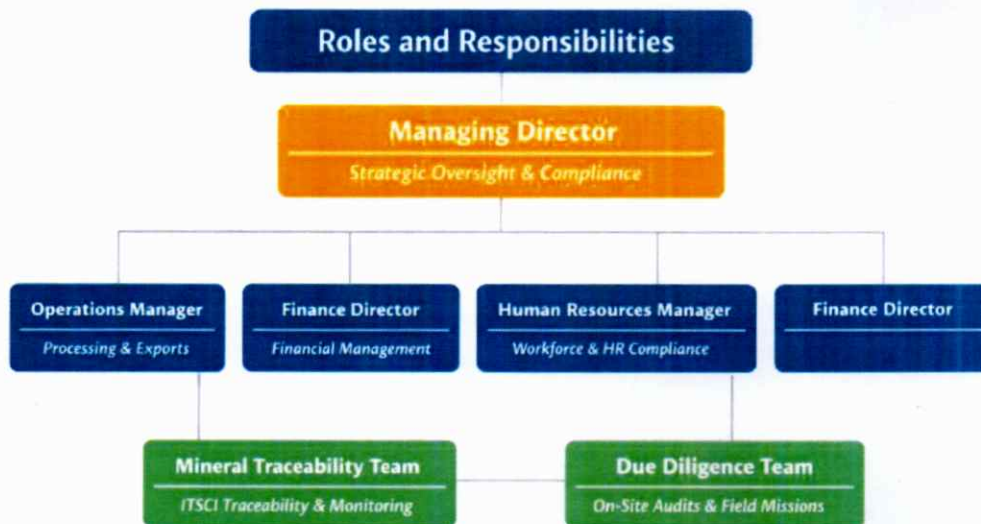 Roles and Responsibilities
Managing Director
Strategic Oversight & Compliance
Operations Manager
Processing & Exports
Finance Director
Financial Management
Human Resources Manager
Workforce & HR Compliance
Finance Director
Mineral Traceability Team
ITSCI Traceability & Monitoring
Due Diligence Team
On-Site Audits & Field Missions